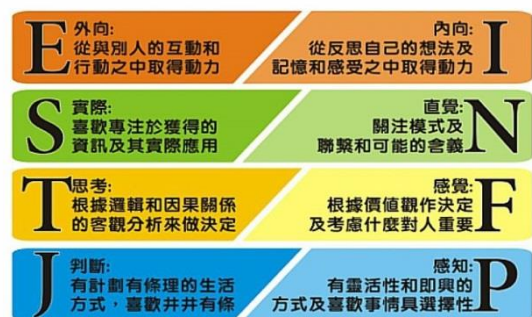 E 外向:
從與別人的互動和
行動之中取得動力
內向: I
從反思自己的想法及
記憶和感受之中取得動力
S 實際:
喜歡專注於獲得的
資訊及其實際應用
直覺: N
關注模式及
聯繫和可能的含義
T 思考:
根據邏輯和因果關係
的客觀分析來做決定
感覺: F
根據價值觀作決定
及考慮什麼對人重要
J 判斷:
有計劃有條理的生活
方式，喜歡井井有條
感知: P
有靈活性和即興的
方式及喜歡事情具選擇性